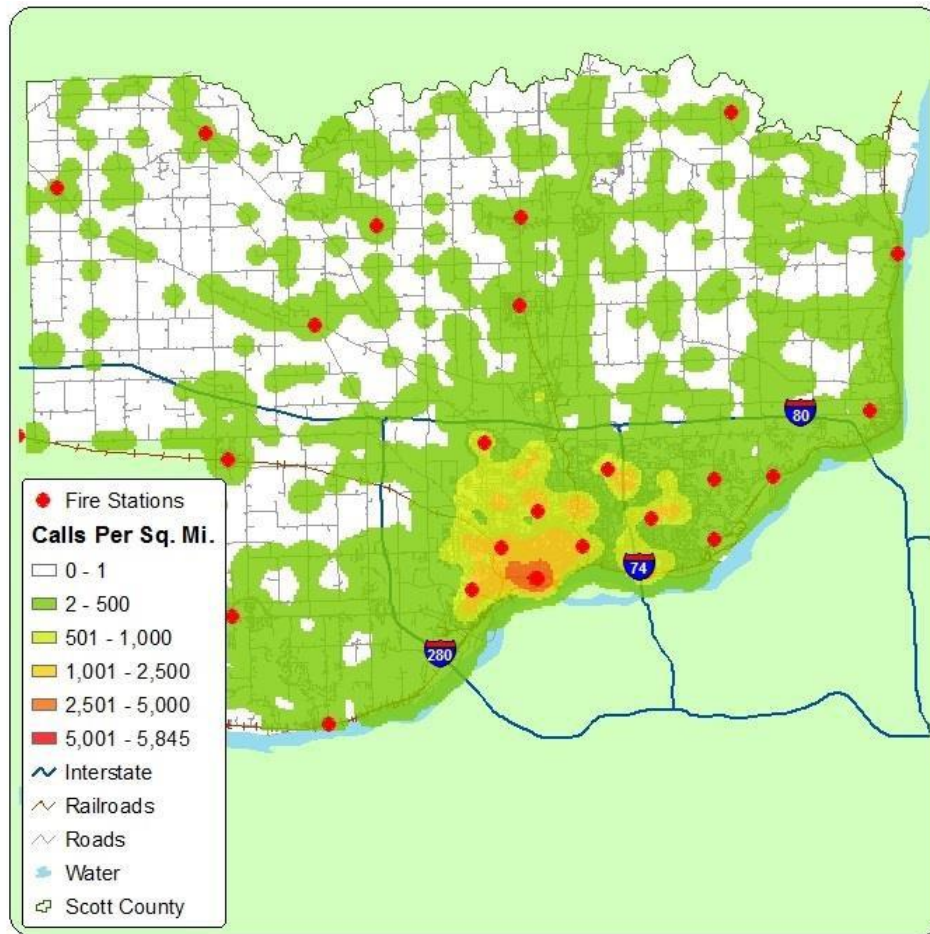 80
74
280
Fire Stations
Calls Per Sq. Mi.
0 - 1
2 - 500
501 - 1,000
1,001 - 2,500
2,501 - 5,000
5,001 - 5,845
Interstate
Railroads
Roads
Water
Scott County